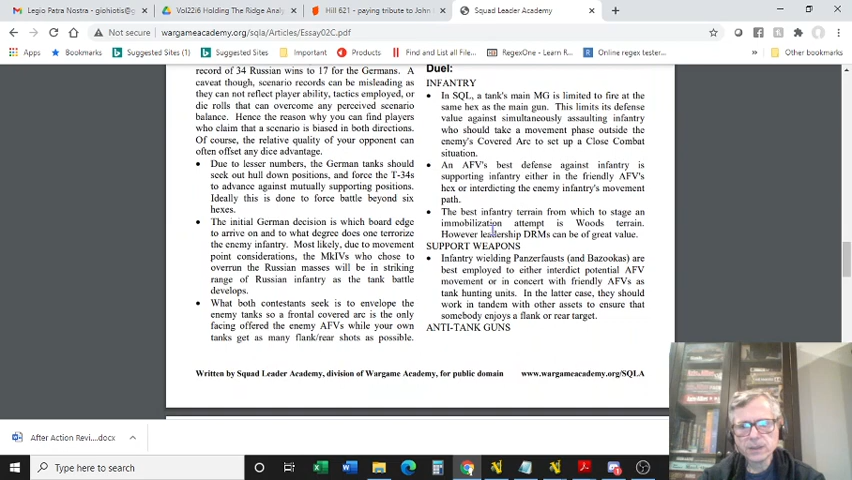 Legio Patra Nostra - giohiotis@g
Vol22i6 Holding The Ridge Anal
Hill 621 - paying tribute to John
Squad Leader Academy
Not secure
wargameacademy.org/sqla/Articles/Essay02C.pdf
Suggested Sites (1)
Suggested Sites
Important
Products
Find and List all Fil...
RegexOne - Learn R...
Online regex tester...
Other bookmarks
record of 34 Russian wins to 17 for the Germans. A
caveat though, scenario records can be misleading as
they can not reflect player ability, tactics employed, or
die rolls that can overcome any perceived scenario
balance. Hence the reason why you can find players
who claim that a scenario is biased in both directions.
Of course, the relative quality of your opponent can
often offset any dice advantage.
• Due to lesser numbers, the German tanks should
seek out hull down positions, and force the T-34s
to advance against mutually supporting positions.
Ideally this is done to force battle beyond six
hexes.
• The initial German decision is which board edge
to arrive on and to what degree does one terrorize
the enemy infantry. Most likely, due to movement
point considerations, the MkIVs who chose to
overrun the Russian masses will be in striking
range of Russian infantry as the tank battle
develops.
• What both contestants seek is to envelope the
enemy tanks so a frontal covered arc is the only
facing offered the enemy AFVs while your own
tanks get as many flank/rear shots as possible.
Duel:
INFANTRY
• In SQL, a tank's main MG is limited to fire at the
same hex as the main gun. This limits its defense
value against simultaneously assaulting infantry
who should take a movement phase outside the
enemy's Covered Arc to set up a Close Combat
situation.
• An AFV's best defense against infantry is
supporting infantry either in the friendly AFV's
hex or interdicting the enemy infantry's movement
path.
• The best infantry terrain from which to stage an
immobilization attempt is Woods terrain.
However leadership DRMs can be of great value.
SUPPORT WEAPONS
• Infantry wielding Panzerfausts (and Bazookas) are
best employed to either interdict potential AFV
movement or in concert with friendly AFVs as
tank hunting units. In the latter case, they should
work in tandem with other assets to ensure that
somebody enjoys a flank or rear target.
ANTI-TANK GUNS
Written by Squad Leader Academy, division of Wargame Academy, for public domain
www.wargameacademy.org/SQLA
After Action Revi....docx
Type here to search